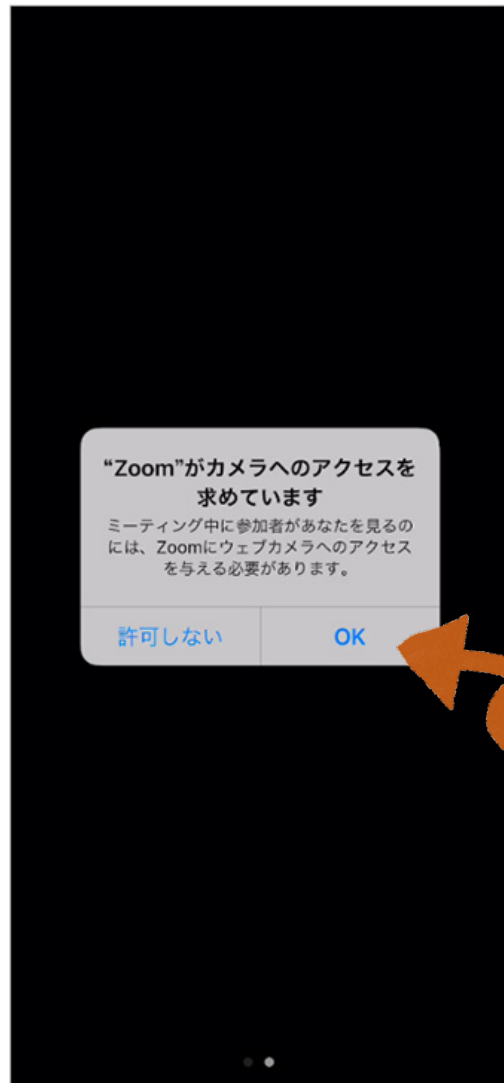 “Zoom”がカメラへのアクセスを
求めています
ミーティング中に参加者があなたを見るの
には、Zoomにウェブカメラへのアクセス
を与える必要があります。
許可しない
OK